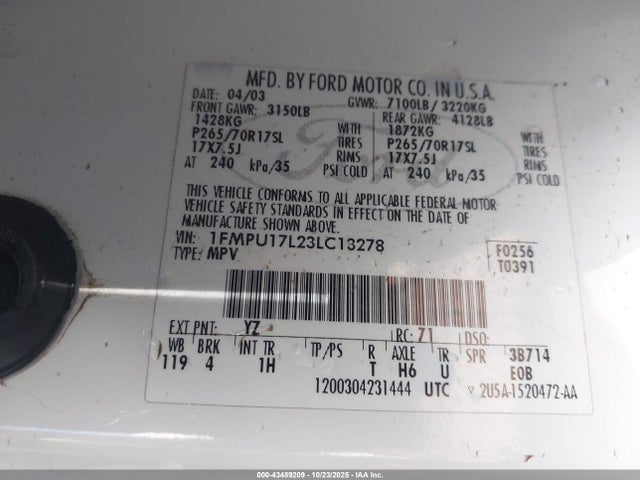 MFD. BY FORD MOTOR CO. IN U.S.A.
DATE: 04/03 GVWR: 7100LB / 3220KG
FRONT GAWR: 3150LB REAR GAWR: 4128LB
1428KG WITH 1872KG WITH
P265/70R17SL TIRES P265/70R17SL TIRES
17X7.5J RIMS 17X7.5J RIMS
AT 240 kPa/35 PSI COLD AT 240 kPa/35 PSI COLD
Ford
THIS VEHICLE CONFORMS TO ALL APPLICABLE FEDERAL MOTOR
VEHICLE SAFETY STANDARDS IN EFFECT ON THE DATE OF
MANUFACTURE SHOWN ABOVE.
VIN: 1FMPU17L23LC13278 F0256
TYPE: MPV T0391
EXT PNT: YZ RC: 71 DSO:
WB BRK INT TR TP/PS R AXLE TR SPR 3B714
119 4 1H T H6 U EOB
1200304231444 UTC ▽ 2U5A-1520472-AA
000-43489209 - 10/23/2025 - IAA Inc.